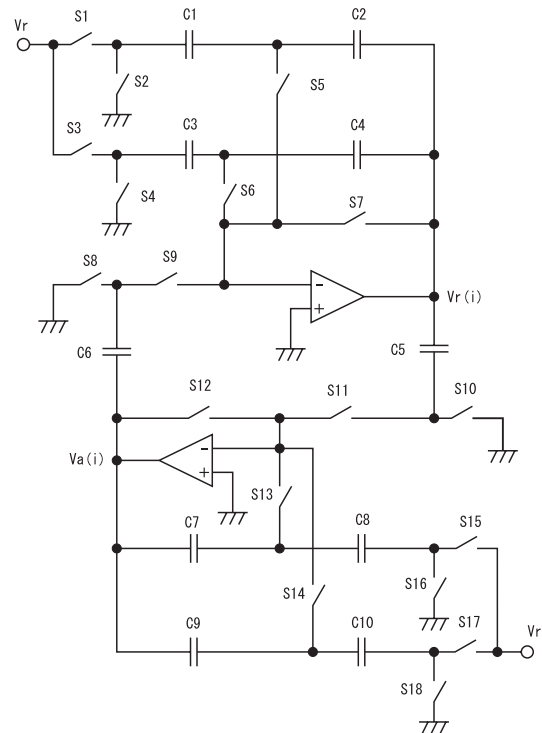 Vr
S1
C1
C2
S2
S5
S3
C3
C4
S4
S6
S7
S8
S9
-
+
Vr(i)
C6
C5
S12
S11
S10
Va(i)
-
+
S13
C7
C8
S15
S14
S16
C9
C10
S17
Vr
S18